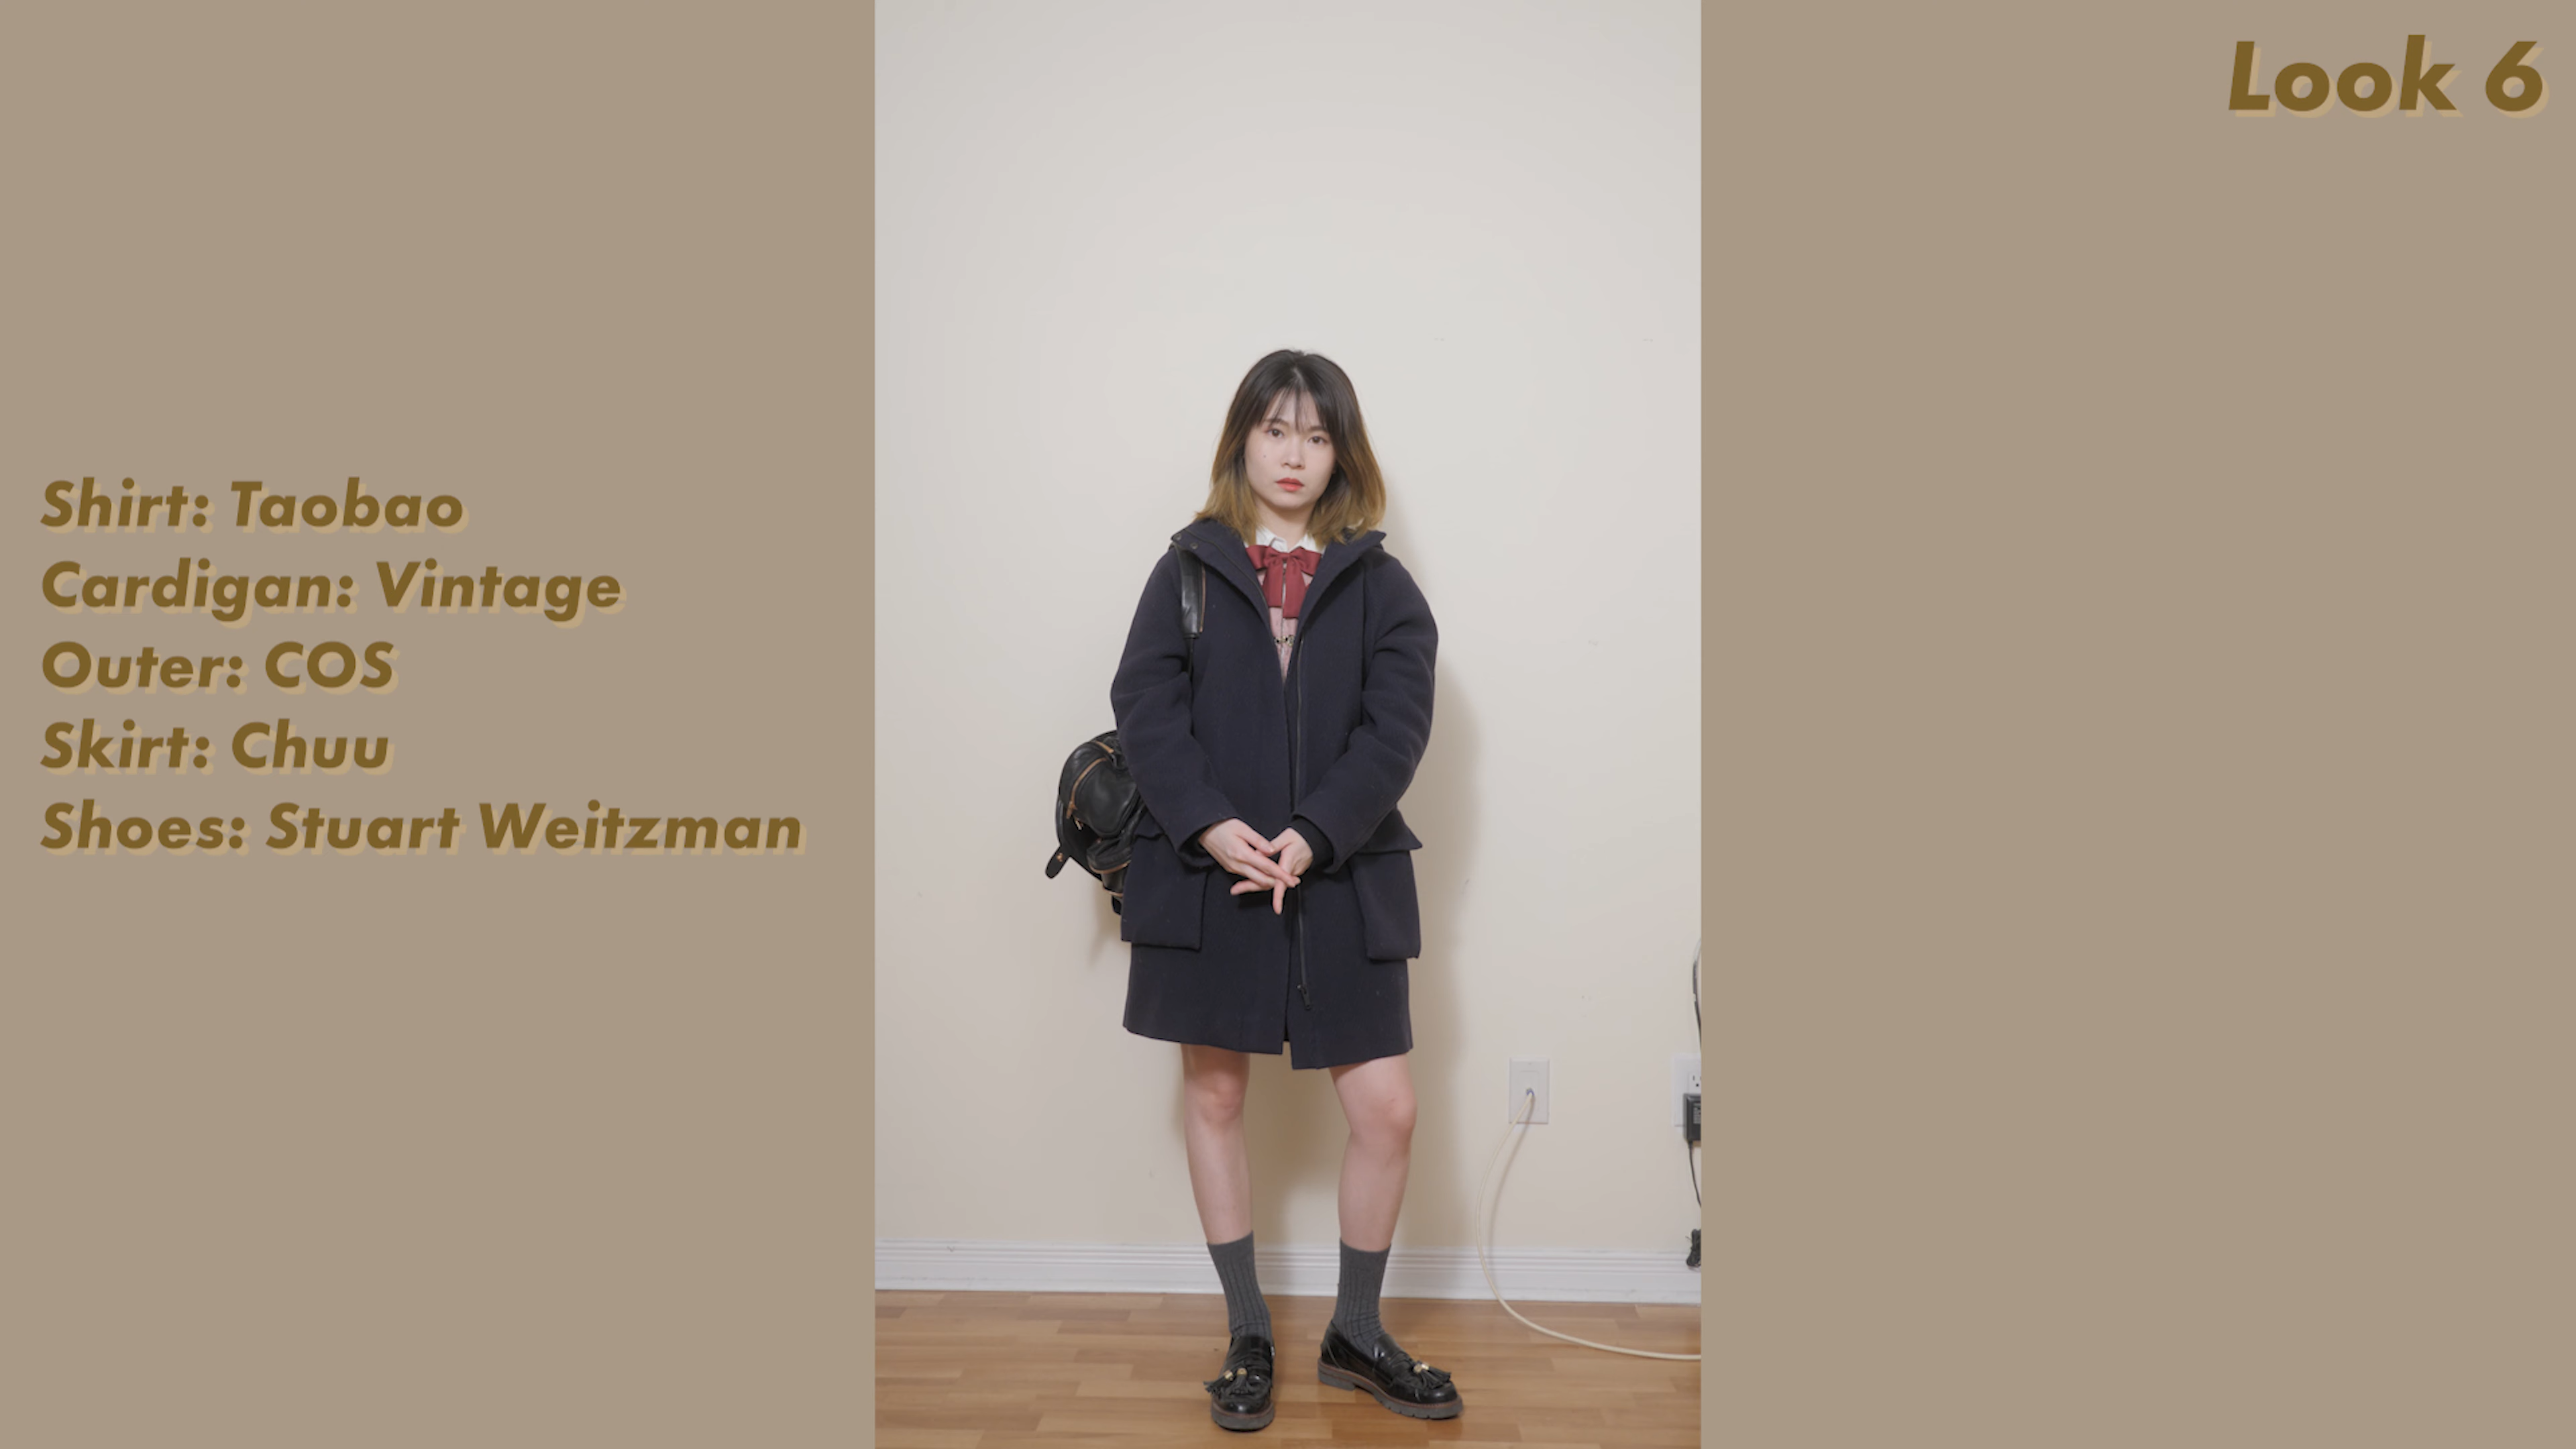 Look 6
Shirt: Taobao
Cardigan: Vintage
Outer: COS
Skirt: Chuu
Shoes: Stuart Weitzman